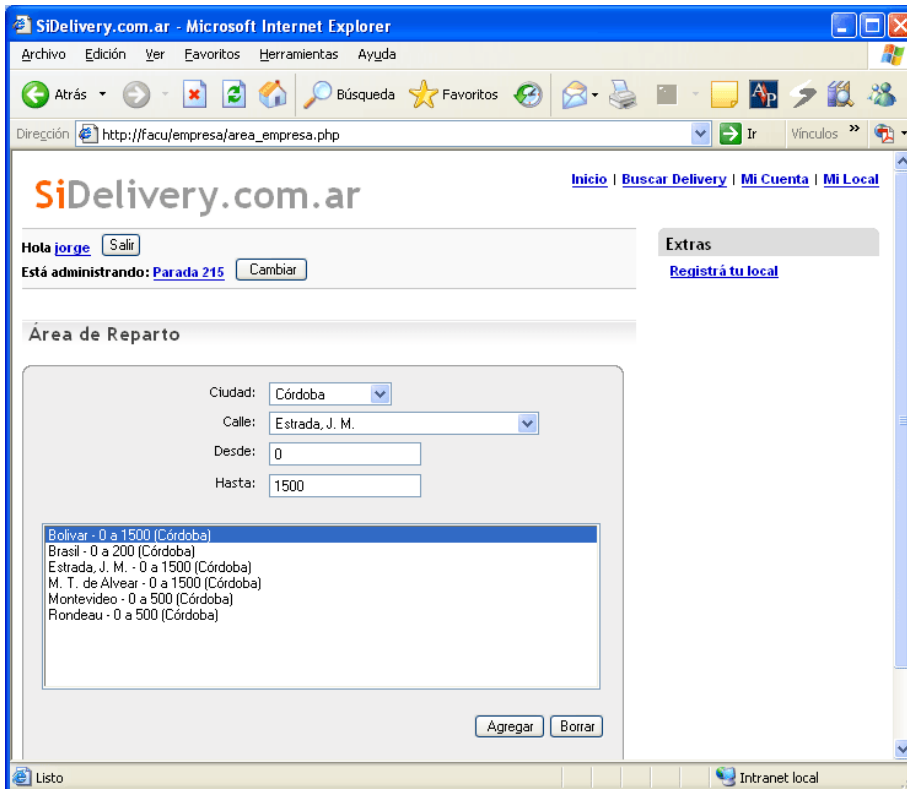 SiDelivery.com.ar - Microsoft Internet Explorer
Archivo Edición Ver Favoritos Herramientas Ayuda
Atrás Búsqueda Favoritos
Dirección http://facu/empresa/area_empresa.php Ir Vínculos »
SiDelivery.com.ar
Inicio | Buscar Delivery | Mi Cuenta | Mi Local
Hola jorge Salir
Está administrando: Parada 215 Cambiar
Extras
Registrá tu local
Área de Reparto
Ciudad: Córdoba
Calle: Estrada, J. M.
Desde: 0
Hasta: 1500
Bolivar - 0 a 1500 (Córdoba)
Brasil - 0 a 200 (Córdoba)
Estrada, J. M. - 0 a 1500 (Córdoba)
M. T. de Alvear - 0 a 1500 (Córdoba)
Montevideo - 0 a 500 (Córdoba)
Rondeau - 0 a 500 (Córdoba)
Agregar Borrar
Listo Intranet local